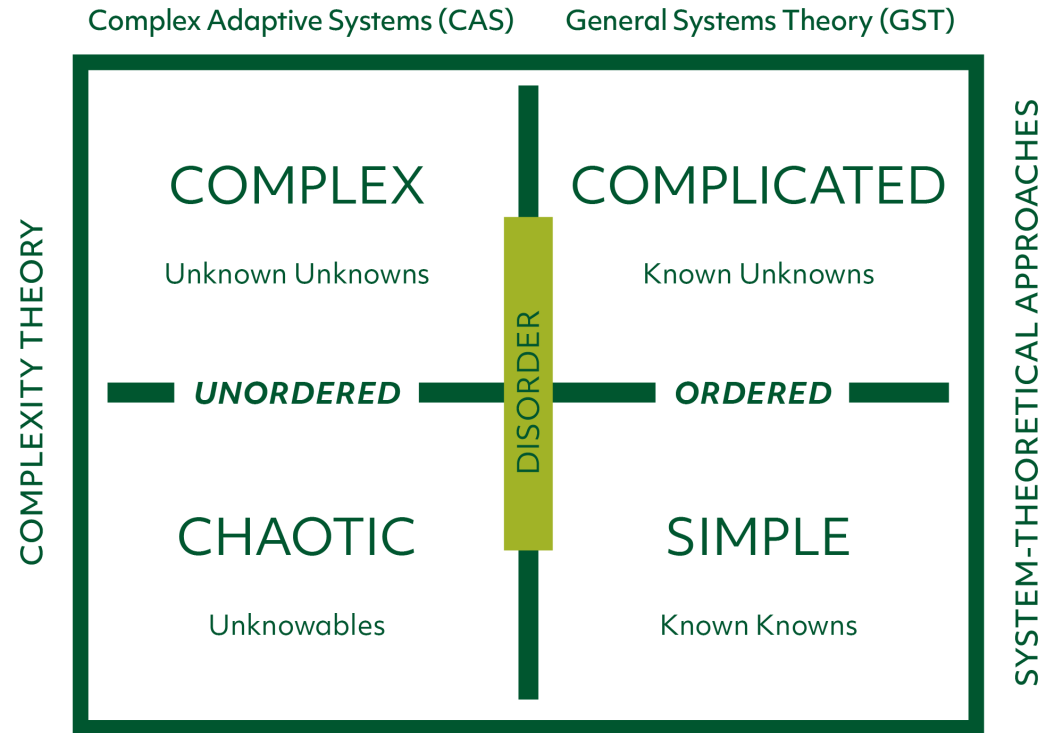 Complex Adaptive Systems (CAS)
General Systems Theory (GST)
COMPLEXITY THEORY
COMPLEX
Unknown Unknowns
COMPLICATED
Known Unknowns
UNORDERED
DISORDER
ORDERED
CHAOTIC
Unknowables
SIMPLE
Known Knowns
SYSTEM-THEORETICAL APPROACHES